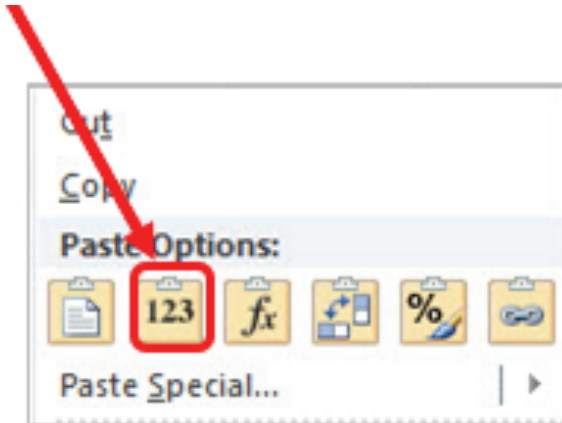 Cut
Copy
Paste Options:
123 fx %
Paste Special...